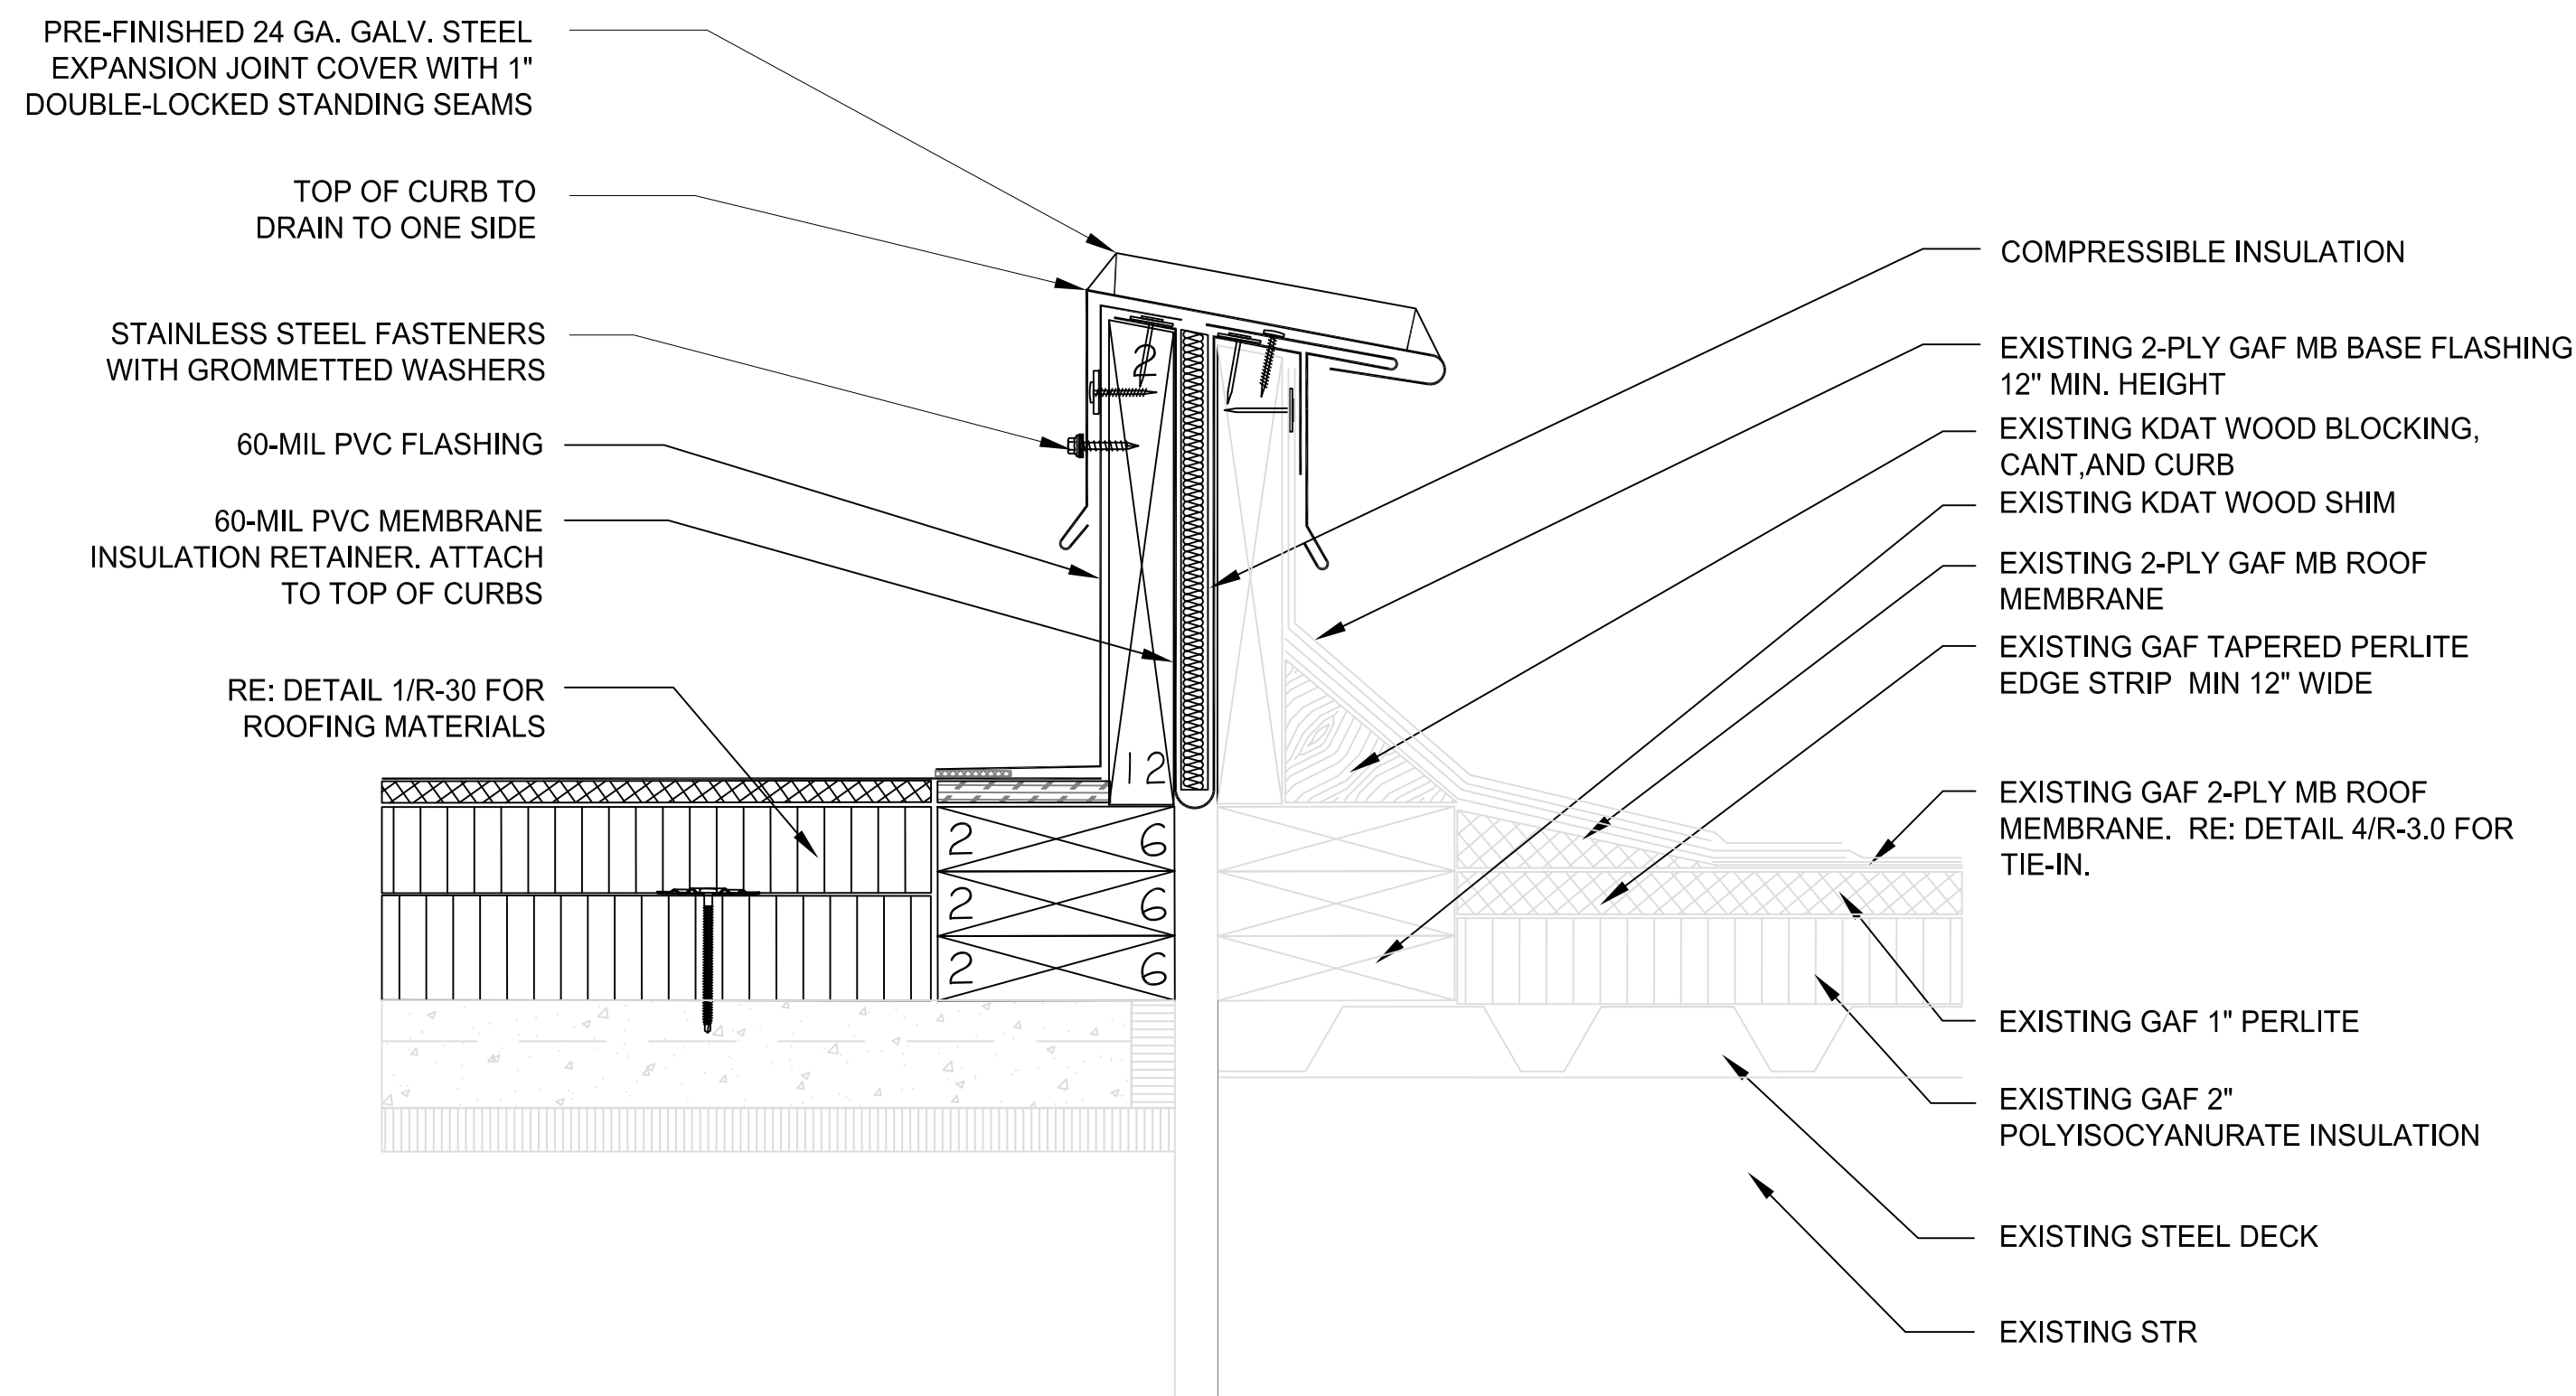 PRE-FINISHED 24 GA. GALV. STEEL
EXPANSION JOINT COVER WITH 1"
DOUBLE-LOCKED STANDING SEAMS
TOP OF CURB TO
DRAIN TO ONE SIDE
STAINLESS STEEL FASTENERS
WITH GROMMETTED WASHERS
60-MIL PVC FLASHING
60-MIL PVC MEMBRANE
INSULATION RETAINER. ATTACH
TO TOP OF CURBS
RE: DETAIL 1/R-30 FOR
ROOFING MATERIALS
2
12
2 6
2 6
2 6
COMPRESSIBLE INSULATION
EXISTING 2-PLY GAF MB BASE FLASHING
12" MIN. HEIGHT
EXISTING KDAT WOOD BLOCKING,
CANT,AND CURB
EXISTING KDAT WOOD SHIM
EXISTING 2-PLY GAF MB ROOF
MEMBRANE
EXISTING GAF TAPERED PERLITE
EDGE STRIP MIN 12" WIDE
EXISTING GAF 2-PLY MB ROOF
MEMBRANE. RE: DETAIL 4/R-3.0 FOR
TIE-IN.
EXISTING GAF 1" PERLITE
EXISTING GAF 2"
POLYISOCYANURATE INSULATION
EXISTING STEEL DECK
EXISTING STR